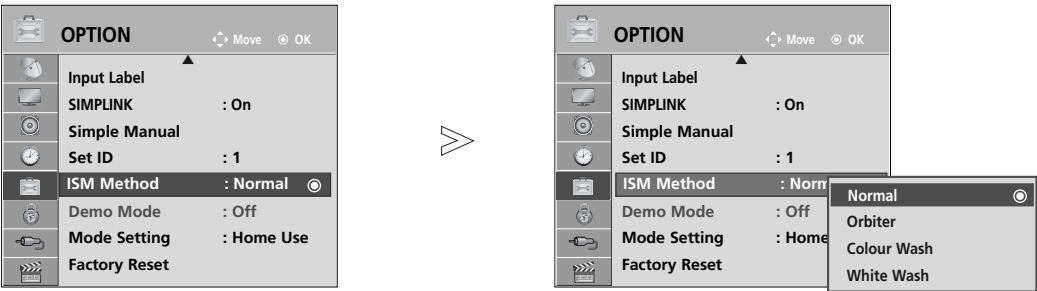 OPTION Move OK
Input Label
SIMPLINK : On
Simple Manual
Set ID : 1
ISM Method : Normal
Demo Mode : Off
Mode Setting : Home Use
Factory Reset
OPTION Move OK
Input Label
SIMPLINK : On
Simple Manual
Set ID : 1
ISM Method : Norm
Demo Mode : Off
Mode Setting : Home
Factory Reset
Normal
Orbiter
Colour Wash
White Wash